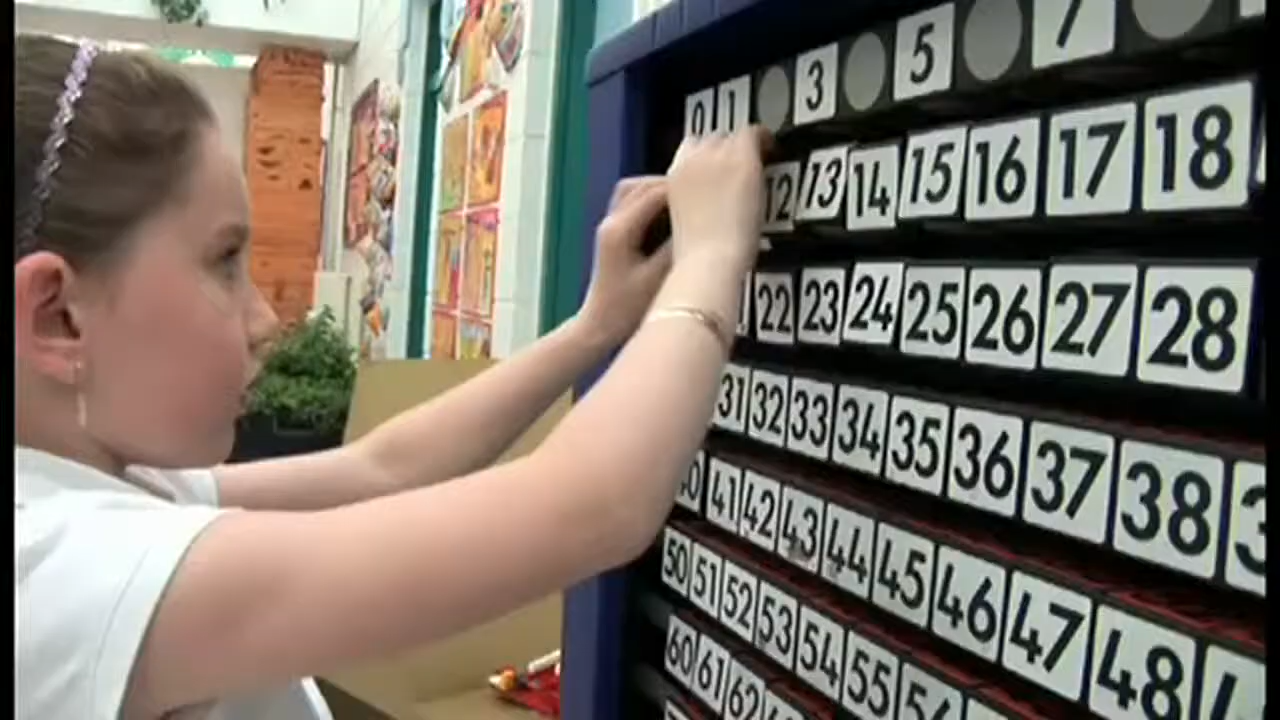 0 1 3 5 7
12 13 14 15 16 17 18
22 23 24 25 26 27 28
31 32 33 34 35 36 37 38
41 42 43 44 45 46 47 48
50 51 52 53 54 55
60 61 62